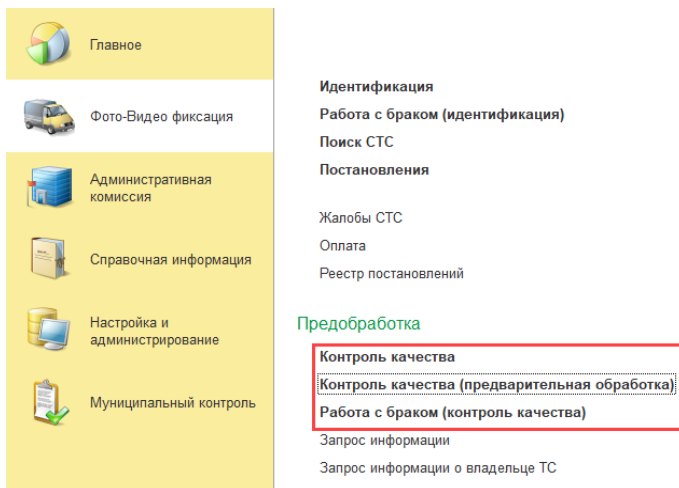 Главное
Фото-Видео фиксация
Административная
комиссия
Справочная информация
Настройка и
администрирование
Муниципальный контроль
Идентификация
Работа с браком (идентификация)
Поиск СТС
Постановления
Жалобы СТС
Оплата
Реестр постановлений
Предобработка
Контроль качества
Контроль качества (предварительная обработка)
Работа с браком (контроль качества)
Запрос информации
Запрос информации о владельце ТС